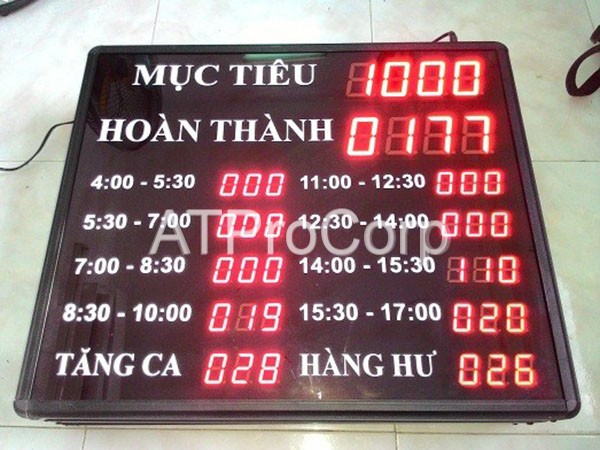 MỤC TIÊU 1000
HOÀN THÀNH 0177
4:00 - 5:30 000 11:00 - 12:30 000
5:30 - 7:00 000 12:30 - 14:00 000
ATProCorp
7:00 - 8:30 000 14:00 - 15:30 110
8:30 - 10:00 019 15:30 - 17:00 020
TĂNG CA 028 HÀNG HƯ 026